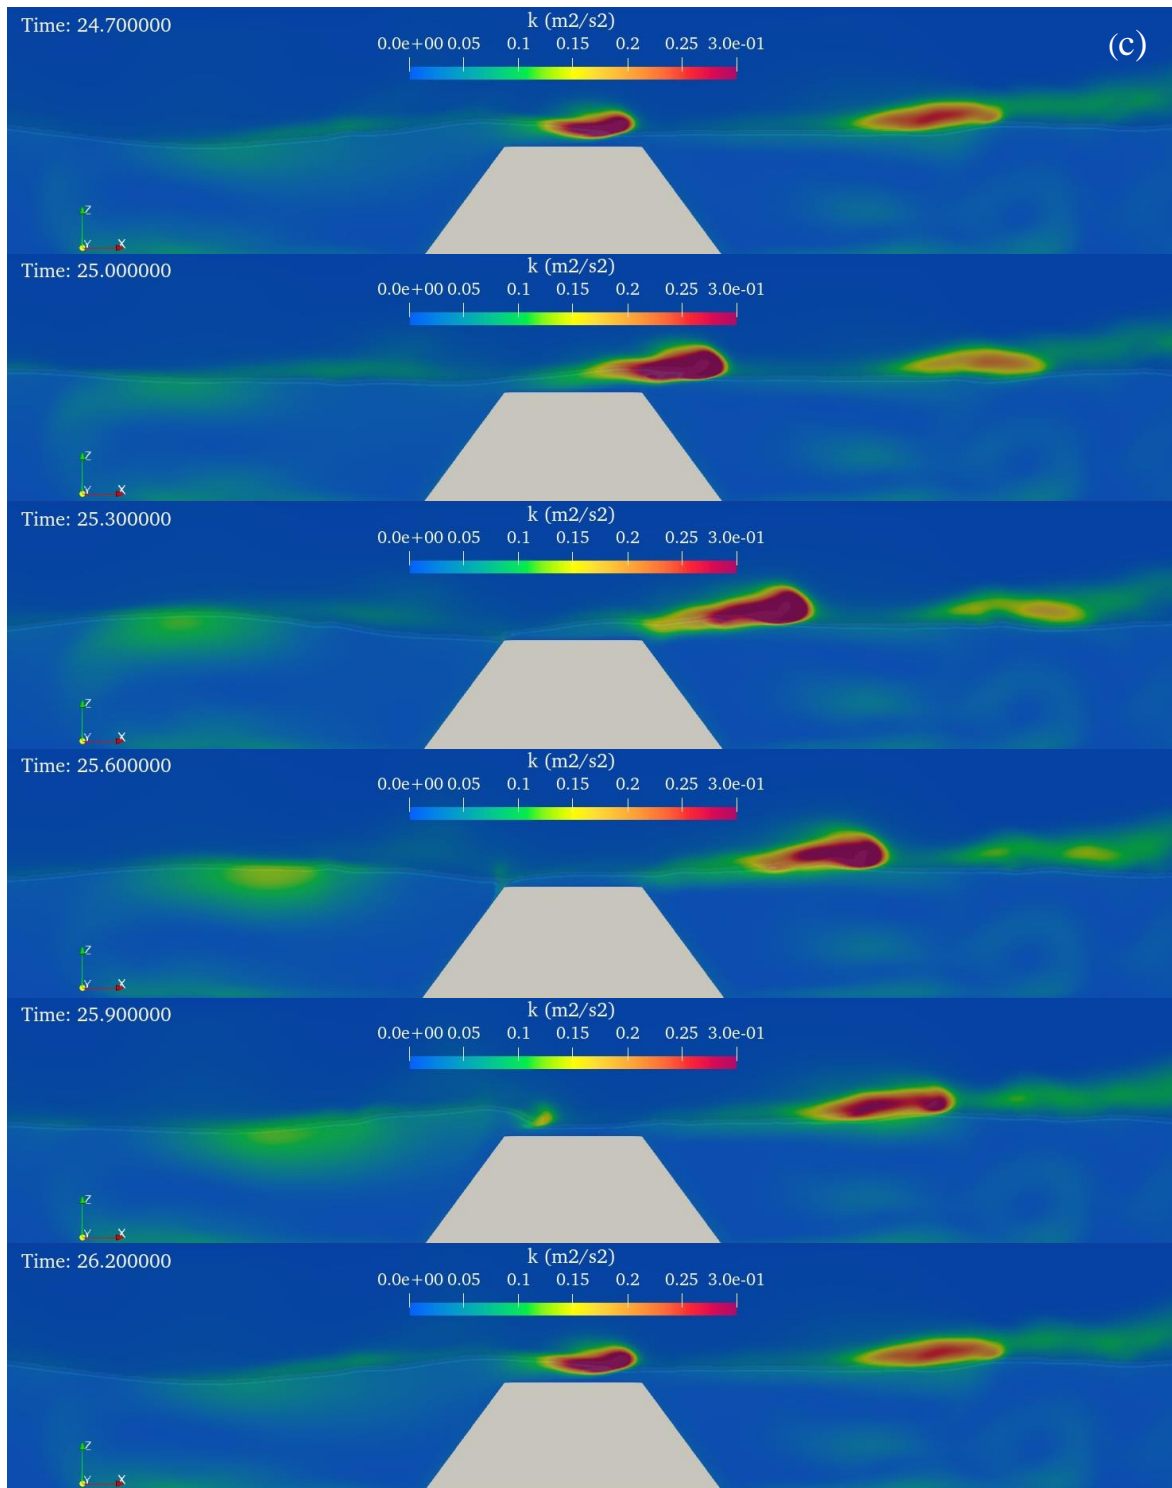 Time: 24.700000
k (m2/s2)
(c)
0.0e+00 0.05 0.1 0.15 0.2 0.25 3.0e-01
Z
Y X
Time: 25.000000
k (m2/s2)
0.0e+00 0.05 0.1 0.15 0.2 0.25 3.0e-01
Z
Y X
Time: 25.300000
k (m2/s2)
0.0e+00 0.05 0.1 0.15 0.2 0.25 3.0e-01
Z
Y X
Time: 25.600000
k (m2/s2)
0.0e+00 0.05 0.1 0.15 0.2 0.25 3.0e-01
Z
Y X
Time: 25.900000
k (m2/s2)
0.0e+00 0.05 0.1 0.15 0.2 0.25 3.0e-01
Z
Y X
Time: 26.200000
k (m2/s2)
0.0e+00 0.05 0.1 0.15 0.2 0.25 3.0e-01
Z
Y X